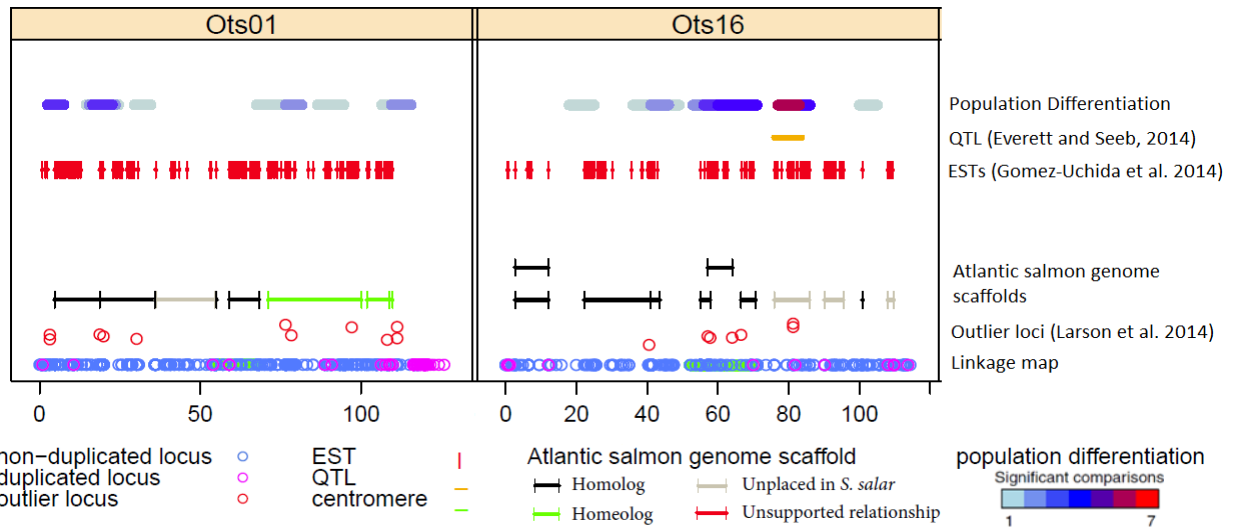 Ots01
Ots16
Population Differentiation
QTL (Everett and Seeb, 2014)
ESTs (Gomez-Uchida et al. 2014)
Atlantic salmon genome
scaffolds
Outlier loci (Larson et al. 2014)
Linkage map
0 50 100
0 20 40 60 80 100
non-duplicated locus
duplicated locus
outlier locus
EST
QTL
centromere
Atlantic salmon genome scaffold
Homolog
Homeolog
Unplaced in S. salar
Unsupported relationship
population differentiation
Significant comparisons
1 7